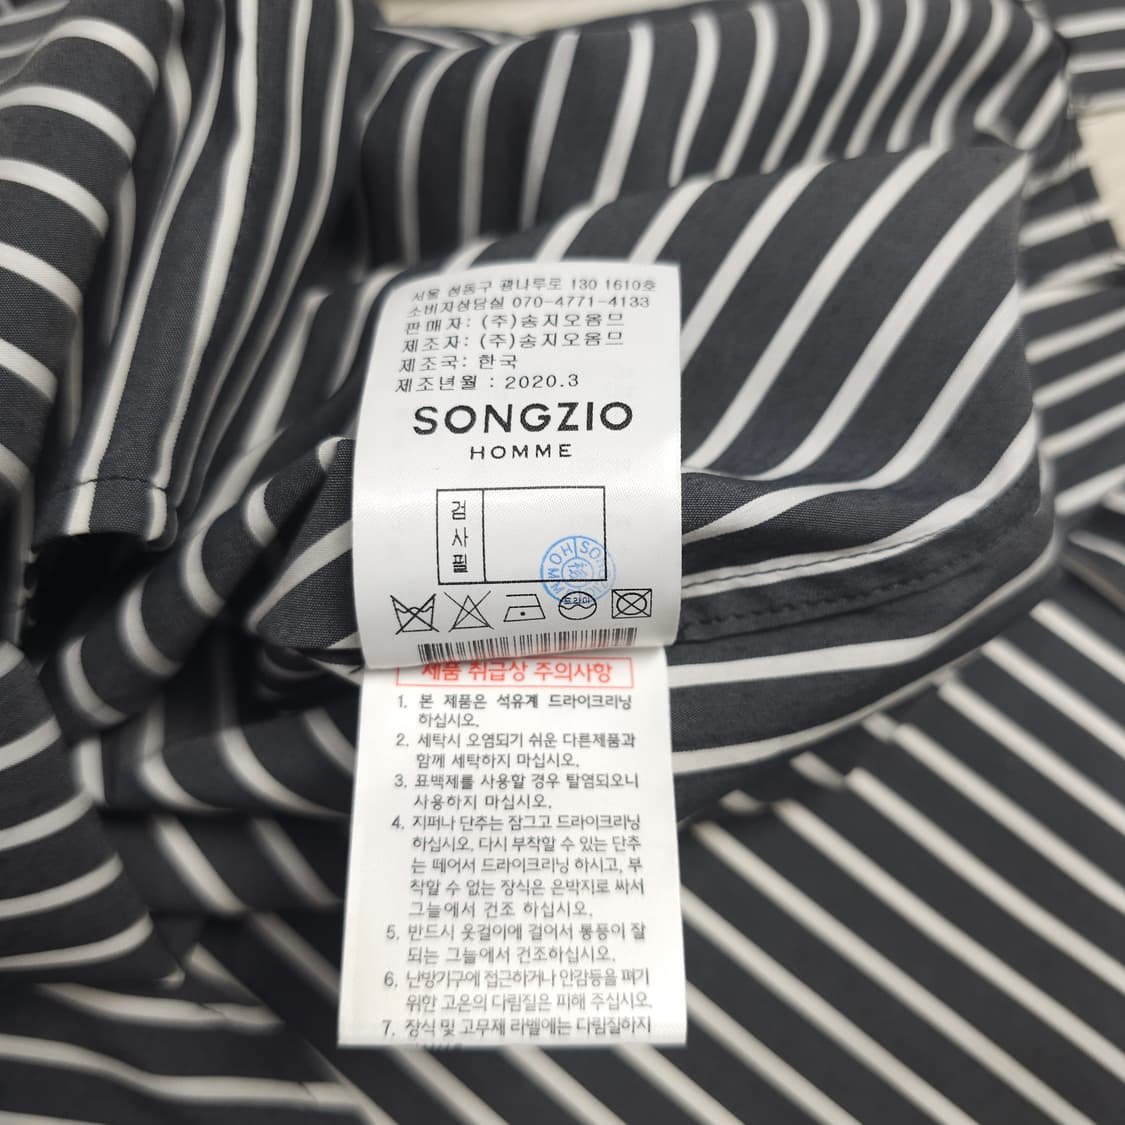 서울 성동구 광나루로 130 1610호
소비자상담실 070-4771-4133
판매자: (주)송지오옴므
제조자: (주)송지오옴므
제조국: 한국
제조년월 : 2020.3
SONGZIO
HOMME
검
사
필
SONGZIO HOMME
드라이
제품 취급상 주의사항
1. 본 제품은 석유계 드라이크리닝
하십시오.
2. 세탁시 오염되기 쉬운 다른제품과
함께 세탁하지 마십시오.
3. 표백제를 사용할 경우 탈염되오니
사용하지 마십시오.
4. 지퍼나 단추는 잠그고 드라이크리닝
하십시오. 다시 부착할 수 있는 단추
는 떼어서 드라이크리닝 하시고, 부
착할 수 없는 장식은 은박지로 싸서
그늘에서 건조 하십시오.
5. 반드시 옷걸이에 걸어서 통풍이 잘
되는 그늘에서 건조하십시오.
6. 난방기구에 접근하거나 안감등을 펴기
위한 고온의 다림질은 피해 주십시오.
7. 장식 및 고무제 라벨에는 다림질하지